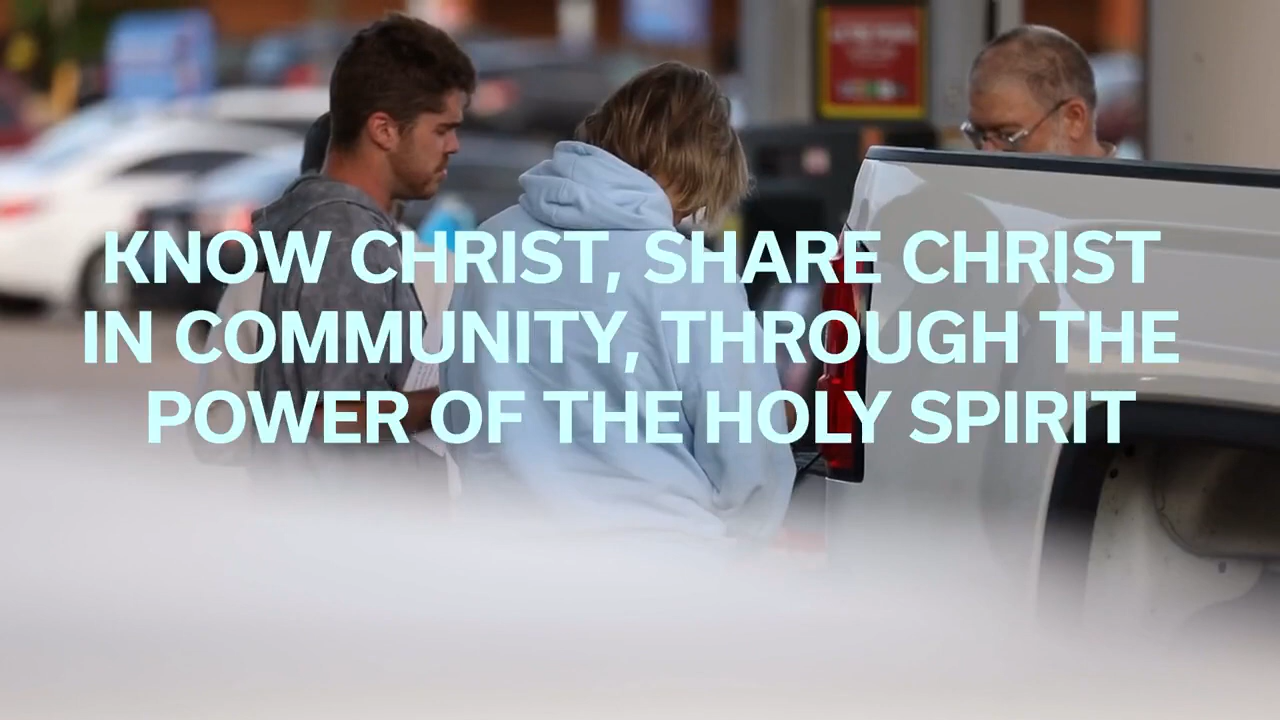 KNOW CHRIST, SHARE CHRIST
IN COMMUNITY, THROUGH THE
POWER OF THE HOLY SPIRIT